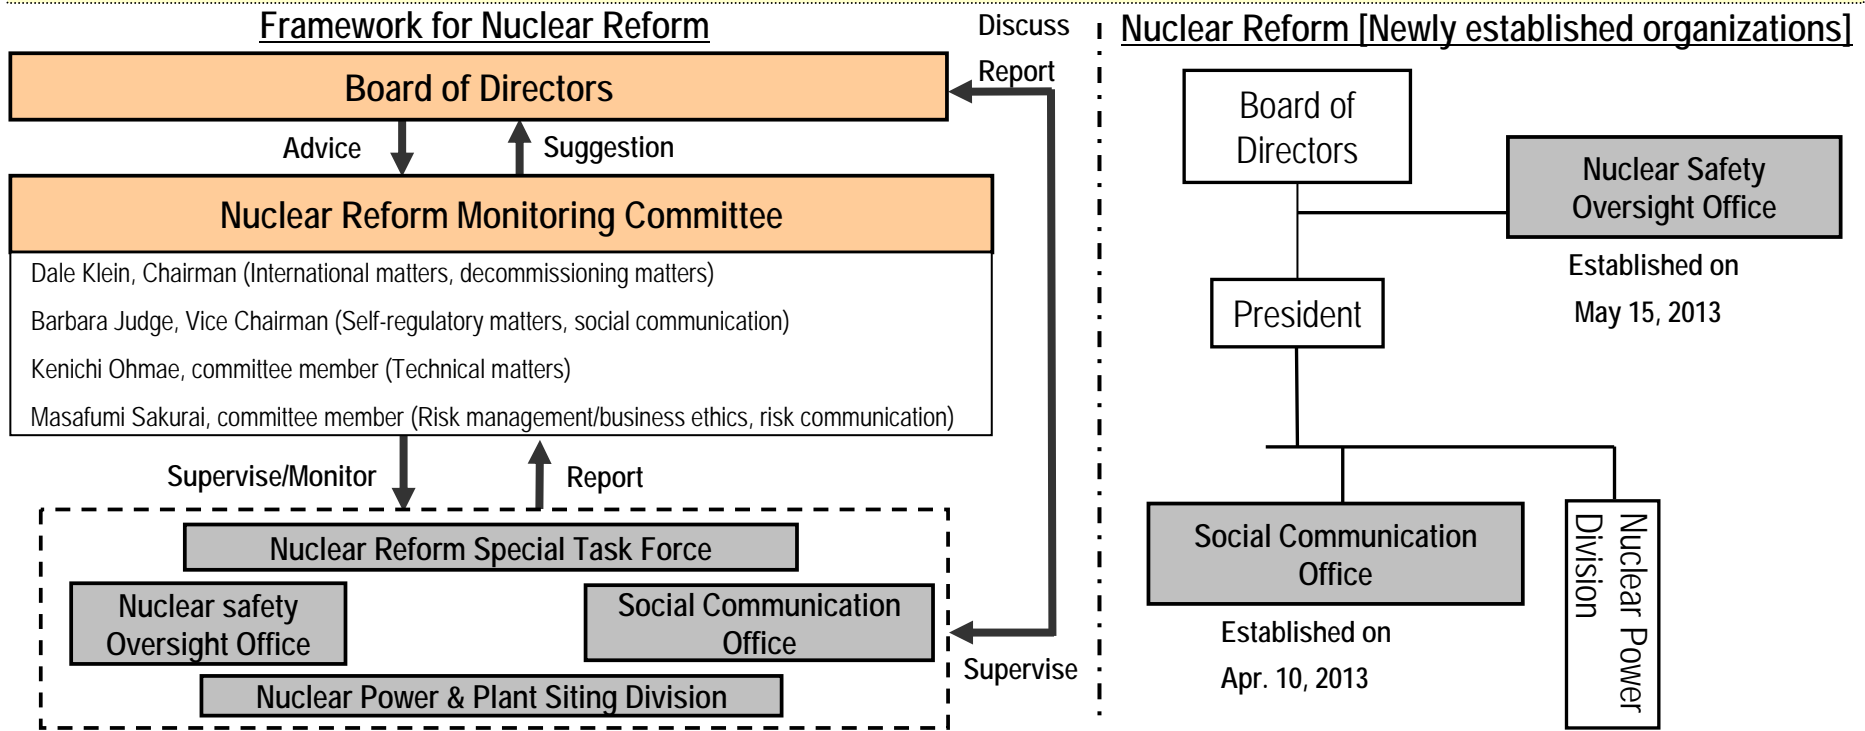 Framework for Nuclear Reform
Discuss
Report
Board of Directors
Advice
Suggestion
Nuclear Reform Monitoring Committee
Dale Klein, Chairman (International matters, decommissioning matters)
Barbara Judge, Vice Chairman (Self-regulatory matters, social communication)
Kenichi Ohmae, committee member (Technical matters)
Masafumi Sakurai, committee member (Risk management/business ethics, risk communication)
Supervise/Monitor
Report
Nuclear Reform Special Task Force
Nuclear safety
Oversight Office
Social Communication
Office
Supervise
Nuclear Power & Plant Siting Division
Nuclear Reform [Newly established organizations]
Board of
Directors
Nuclear Safety
Oversight Office
Established on
May 15, 2013
President
Social Communication
Office
Established on
Apr. 10, 2013
Nuclear Power
Division